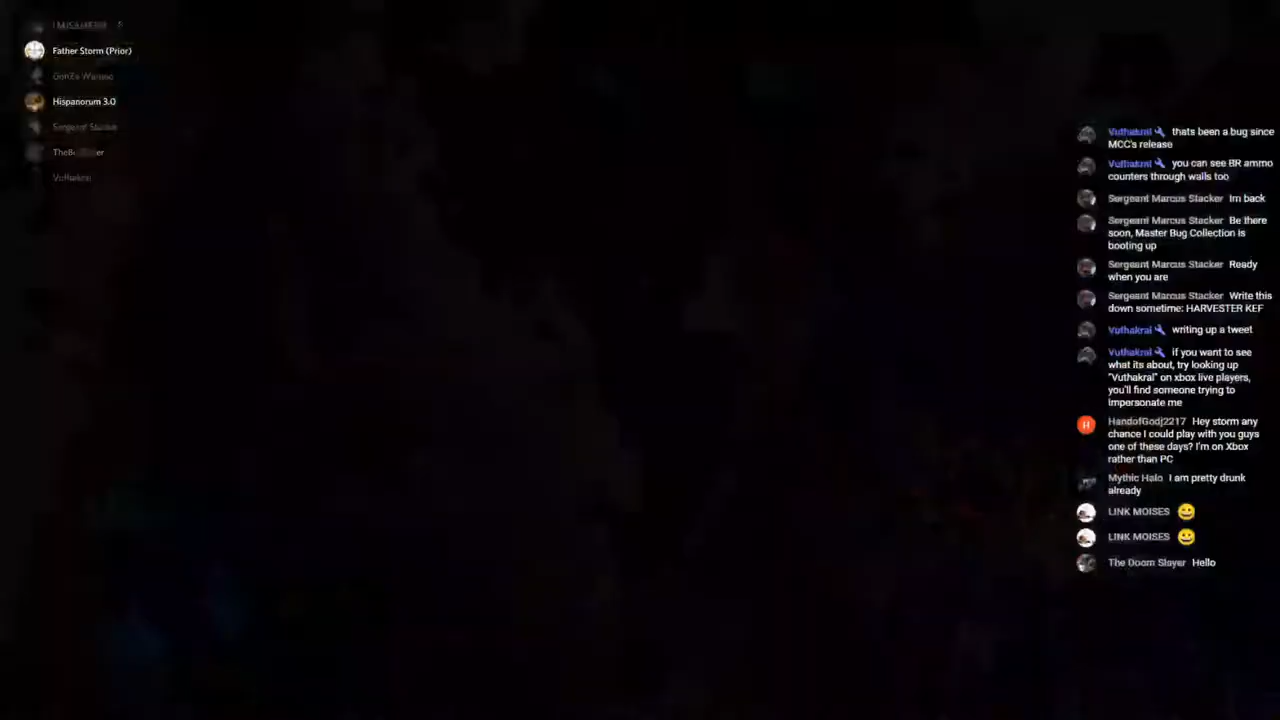 Father Storm (Prior)
Hispanorum 3.0
Vuthakral
Vuthakral thats been a bug since
MCC's release
Vuthakral you can see BR ammo
counters through walls too
Sergeant Marcus Stacker Im back
Sergeant Marcus Stacker Be there
soon, Master Bug Collection is
booting up
Sergeant Marcus Stacker Ready
when you are
Sergeant Marcus Stacker Write this
down sometime: HARVESTER KEF
Vuthakral writing up a tweet
Vuthakral if you want to see
what its about, try looking up
"Vuthakral" on xbox live players,
you'll find someone trying to
impersonate me
HandofGodj2217 Hey storm any
chance I could play with you guys
one of these days? I'm on Xbox
rather than PC
Mythic Halo I am pretty drunk
already
LINK MOISES
LINK MOISES
The Doom Slayer Hello